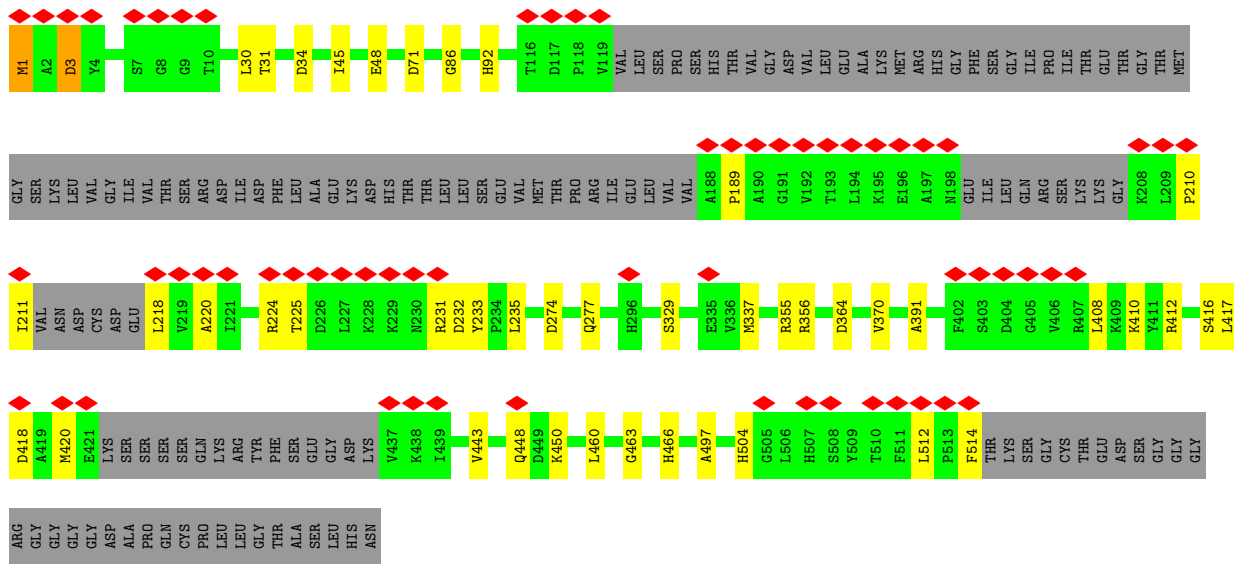 M1 A2 D3 Y4 S7 G8 G9 T10 L30 T31 D34 I45 E48 D71 G86 H92 T116 D117 P118 V119 VAL LEU SER PRO SER HIS THR VAL GLY ASP VAL LEU GLU ALA LYS MET ARG HIS GLY PHE SER GLY ILE PRO ILE THR GLU THR GLY THR MET
GLY SER LYS LEU VAL GLY ILE VAL THR SER ARG ASP ILE ASP PHE LEU ALA GLU LYS ASP HIS THR THR LEU LEU SER GLU VAL MET THR PRO ARG ILE GLU LEU VAL VAL A188 P189 A190 G191 V192 T193 L194 K195 E196 A197 N198 GLU ILE LEU GLN ARG SER LYS LYS GLY K208 L209 P210
I211 VAL ASN ASP CYS ASP GLU L218 V219 A220 I221 R224 T225 D226 L227 K228 K229 N230 R231 D232 Y233 P234 L235 D274 Q277 H296 S329 E335 V336 M337 R355 R356 D364 V370 A391 F402 S403 D404 G405 V406 R407 L408 K409 K410 Y411 R412 S416 L417
D418 A419 M420 E421 LYS SER SER SER SER GLN LYS ARG TYR PHE SER GLU GLY ASP LYS V437 K438 I439 V443 Q448 D449 K450 L460 G463 H466 A497 H504 G505 L506 H507 S508 Y509 T510 F511 L512 P513 F514 THR LYS SER GLY CYS THR GLU ASP SER GLY GLY GLY
ARG GLY GLY GLY GLY ASP ALA PRO GLN CYS PRO LEU LEU GLY THR ALA SER LEU HIS ASN